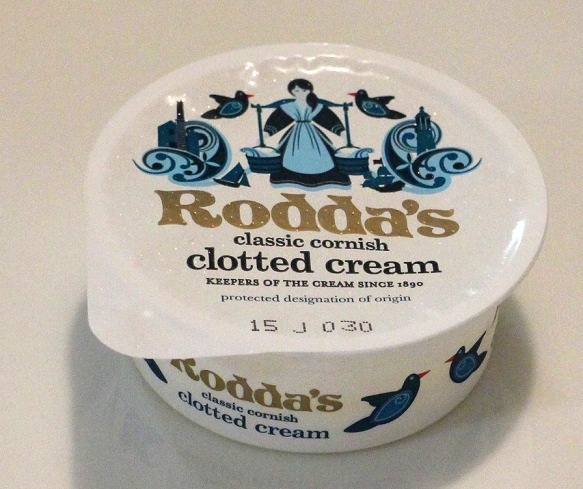 Rodda's
classic cornish
clotted cream
KEEPERS OF THE CREAM SINCE 1890
protected designation of origin
15 J 030
Rodda's
classic cornish
clotted cream